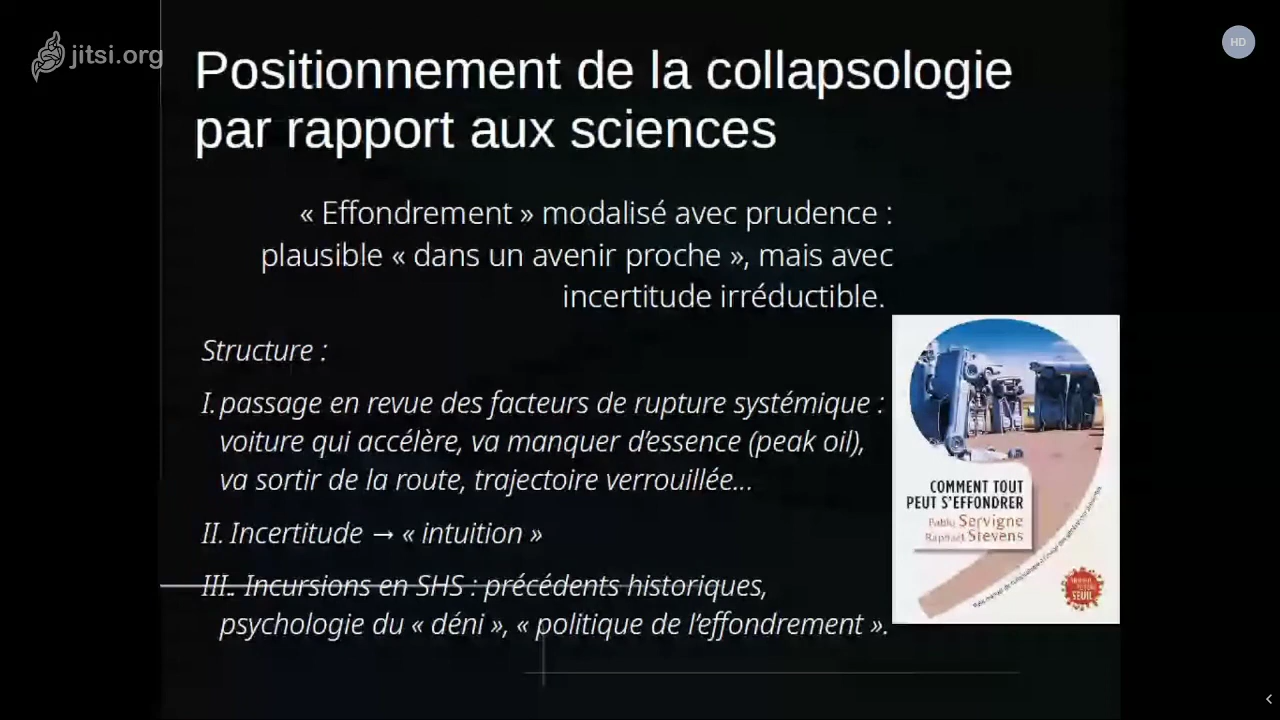 jitsi.org
HD
Positionnement de la collapsologie
par rapport aux sciences
« Effondrement » modalisé avec prudence :
plausible « dans un avenir proche », mais avec
incertitude irréductible.
Structure :
I. passage en revue des facteurs de rupture systémique :
voiture qui accélère, va manquer d’essence (peak oil),
va sortir de la route, trajectoire verrouillée...
II. Incertitude → « intuition »
III.. Incursions en SHS : précédents historiques,
psychologie du « déni », « politique de l’effondrement ».
COMMENT TOUT
PEUT S’EFFONDRER
Pablo Servigne
Raphaël Stevens
SEUIL